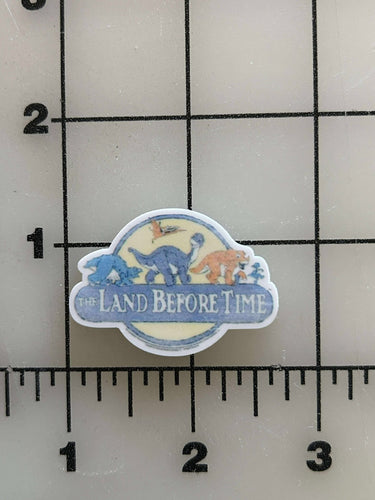 2
1
THE LAND BEFORE TIME
1 2 3